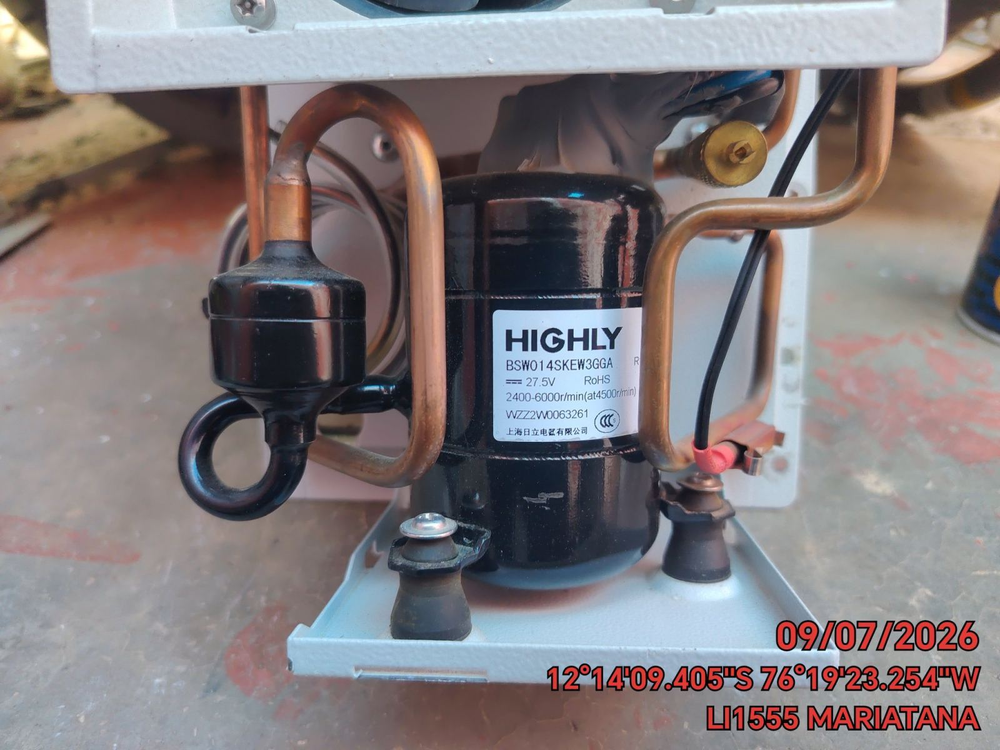 HIGHLY
BSW014SKEW3GGA R
27.5V RoHS
2400-6000r/min(at4500r/min)
WZZ2W0063261 CCC S
上海日立电器有限公司
09/07/2026
12°14'09.405"S 76°19'23.254"W
LI1555 MARIATANA